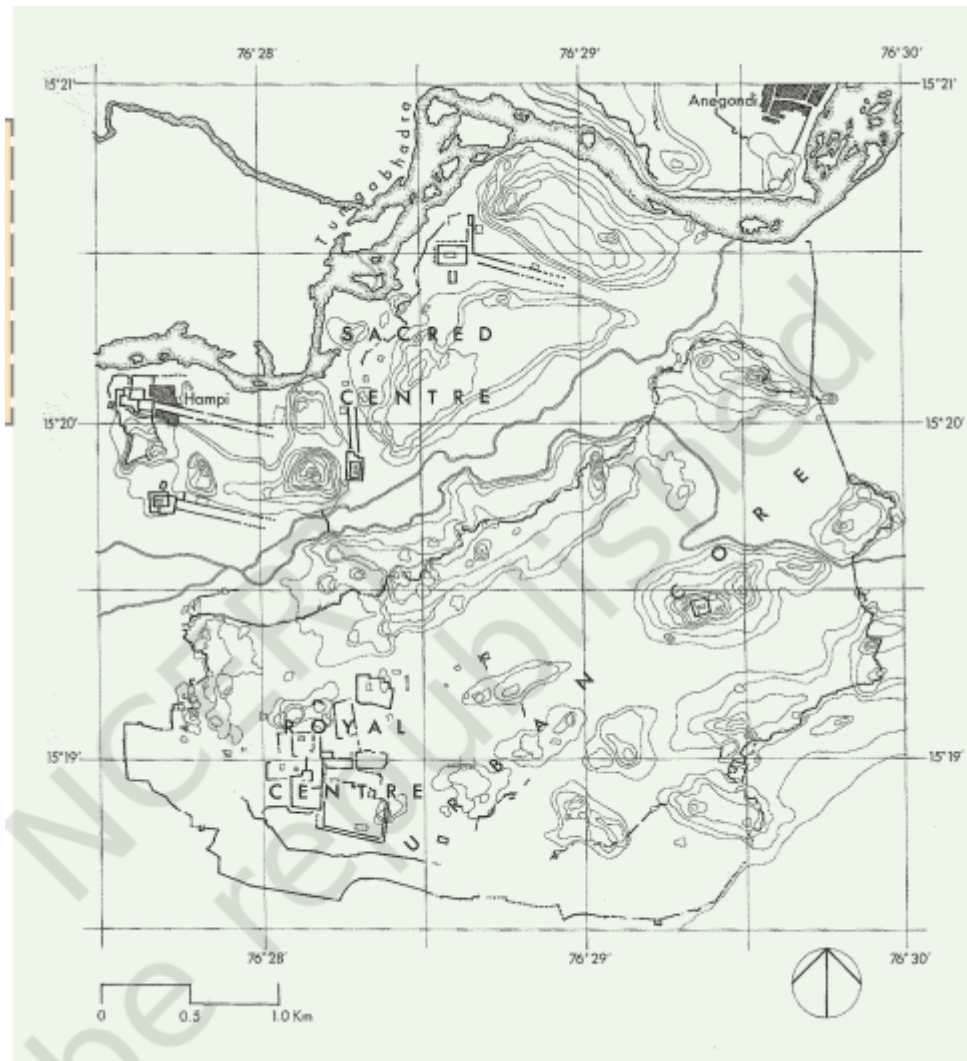 76°28' 76°29' 76°30'
15°21' 15°21'
Anegondi
Tungabhadra
SACRED
CENTRE
Hampi
15°20' 15°20'
URBAN CORE
ROYAL
CENTRE
15°19' 15°19'
76°28' 76°29' 76°30'
0 0.5 1.0 Km
NCERT
be republished